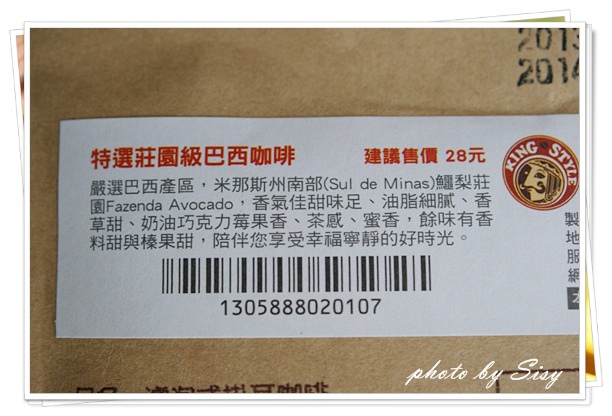 2013
2014
特選莊園級巴西咖啡 建議售價 28元
KING STYLE
嚴選巴西產區，米那斯州南部(Sul de Minas)鱷梨莊
園Fazenda Avocado，香氣佳甜味足、油脂細膩、香
草甜、奶油巧克力莓果香、茶感、蜜香，餘味有香
料甜與榛果甜，陪伴您享受幸福寧靜的好時光。
製
地
服
網
1305888020107
photo by Sisy